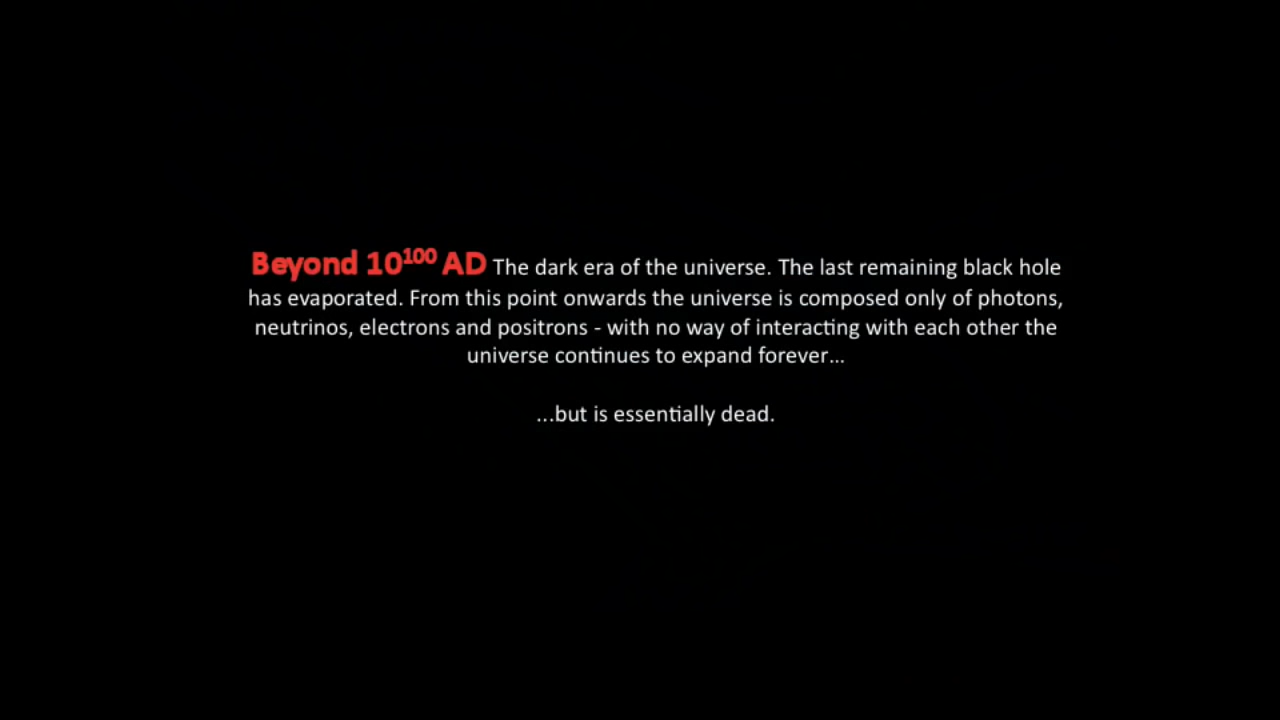 Beyond 10¹⁰⁰ AD The dark era of the universe. The last remaining black hole
has evaporated. From this point onwards the universe is composed only of photons,
neutrinos, electrons and positrons - with no way of interacting with each other the
universe continues to expand forever...
...but is essentially dead.